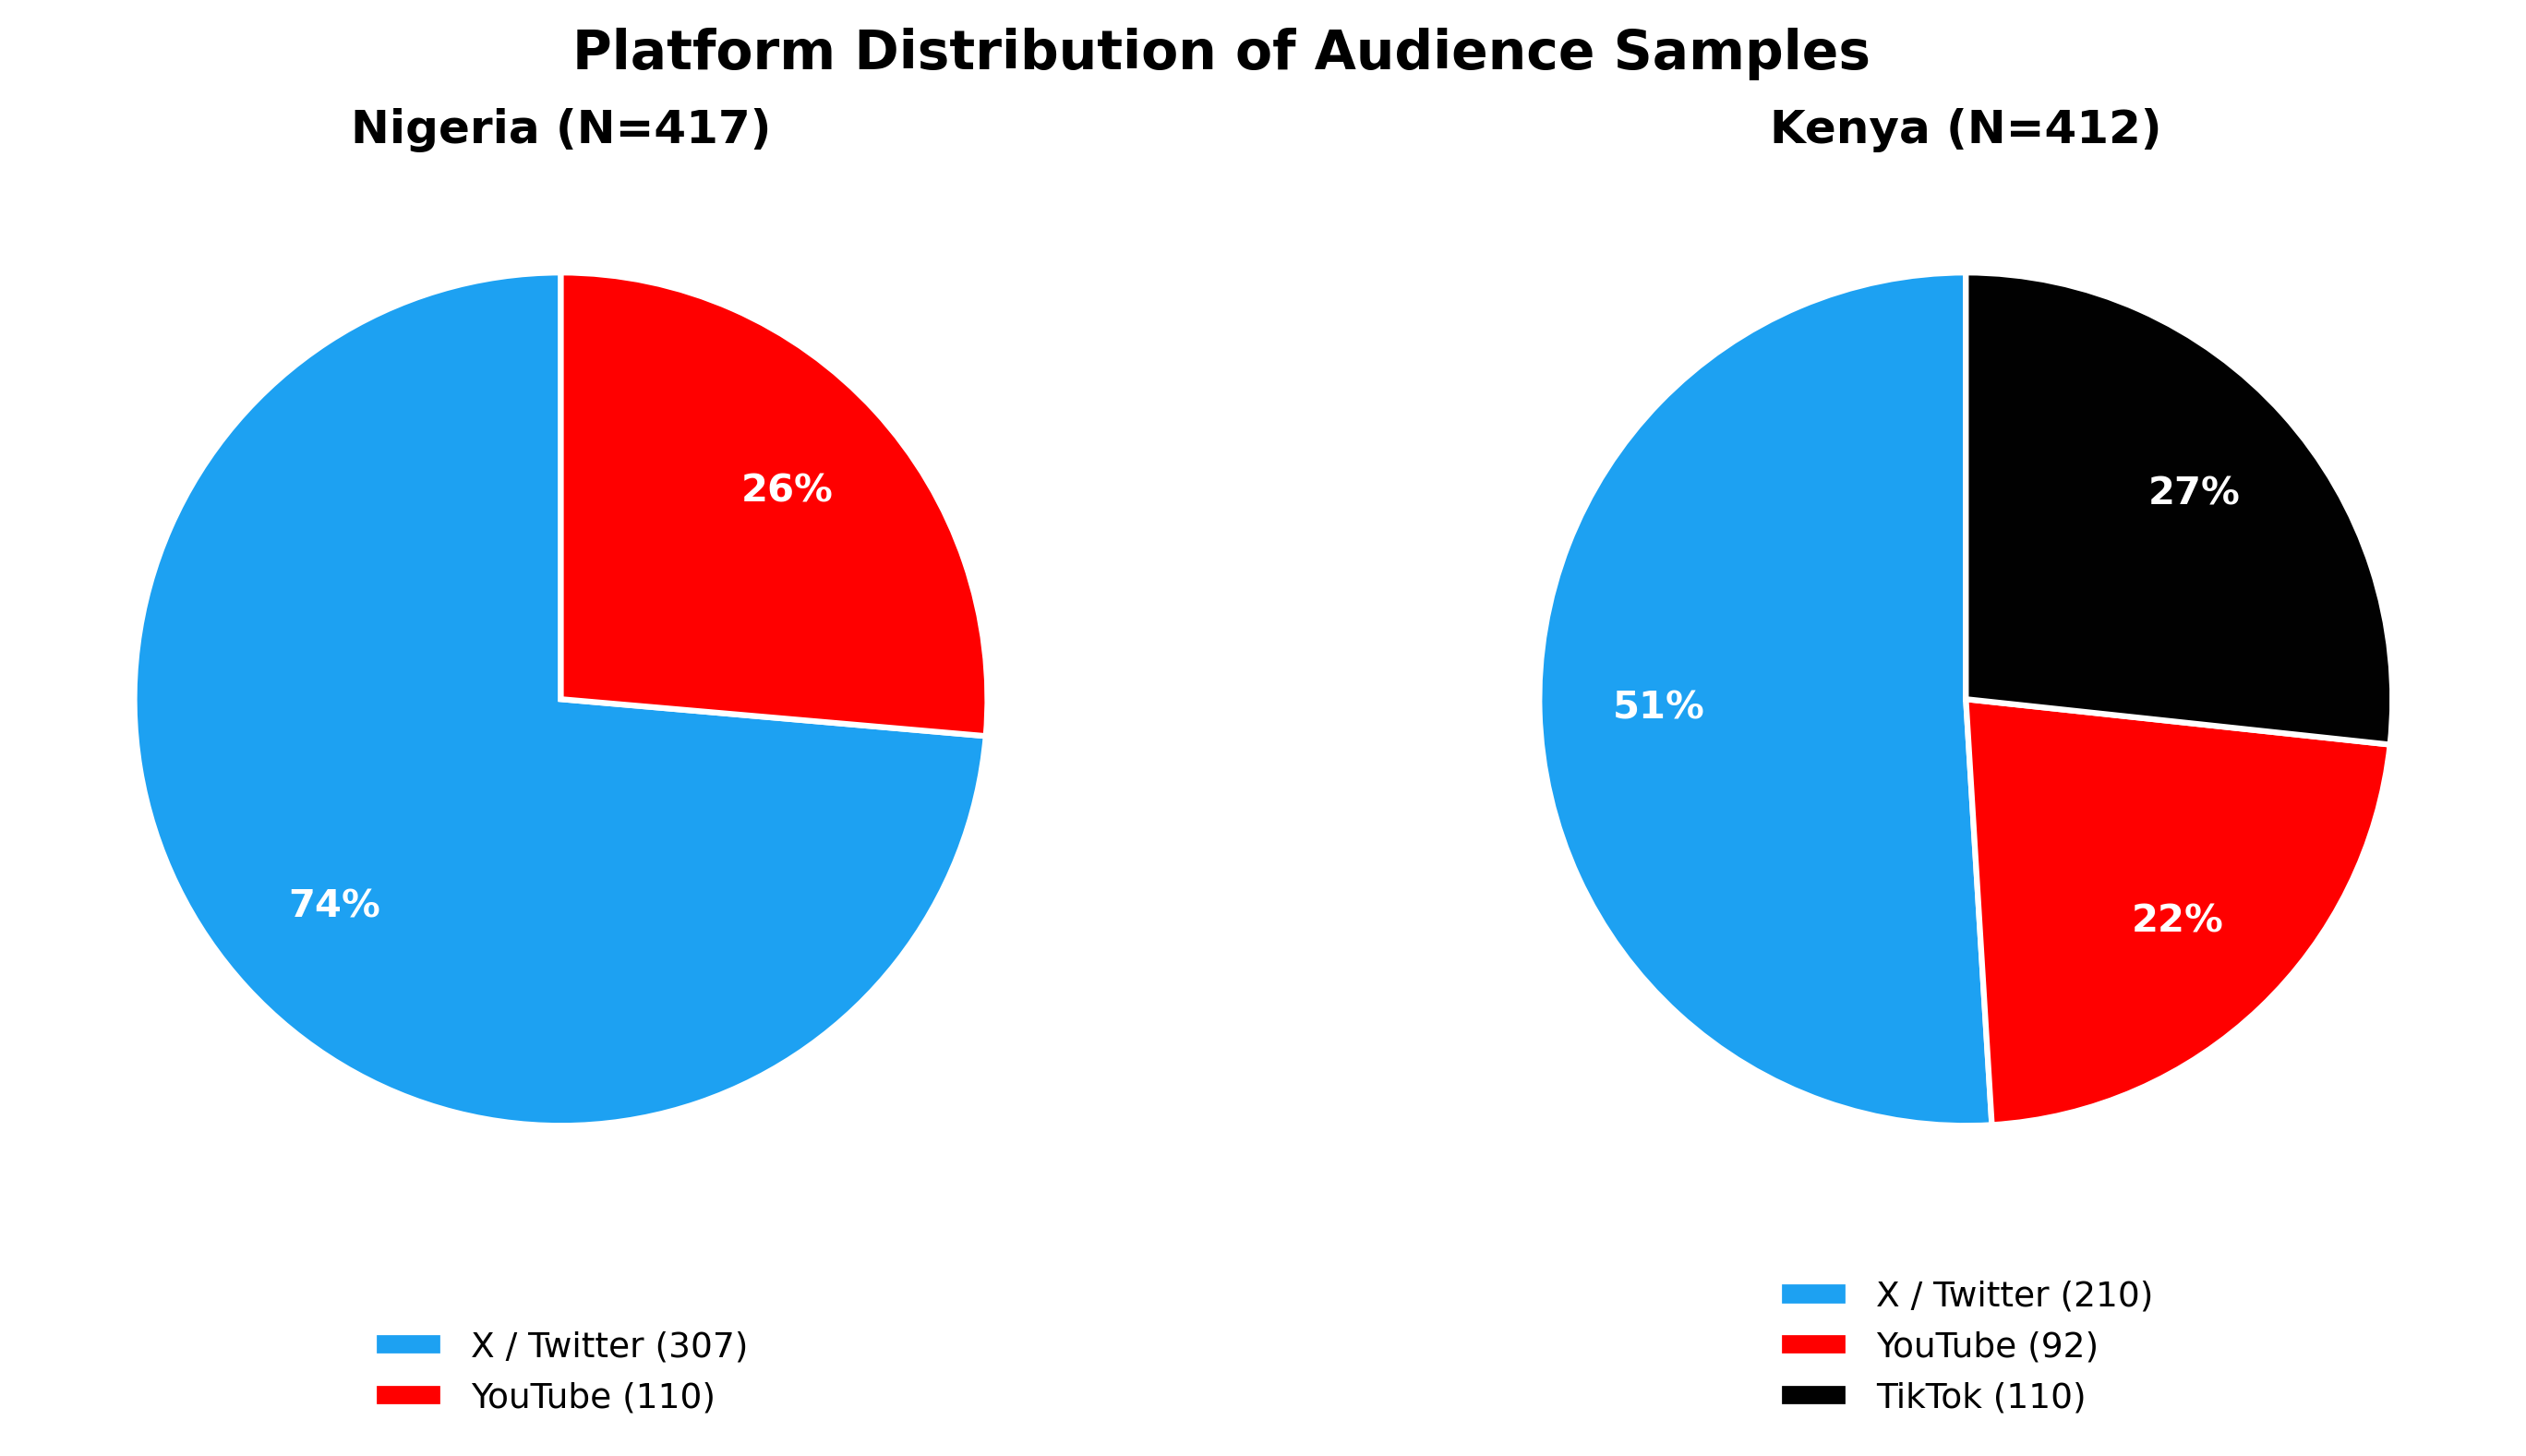 Platform Distribution of Audience Samples
Nigeria (N=417)
26%
74%
X / Twitter (307)
YouTube (110)
Kenya (N=412)
27%
51%
22%
X / Twitter (210)
YouTube (92)
TikTok (110)